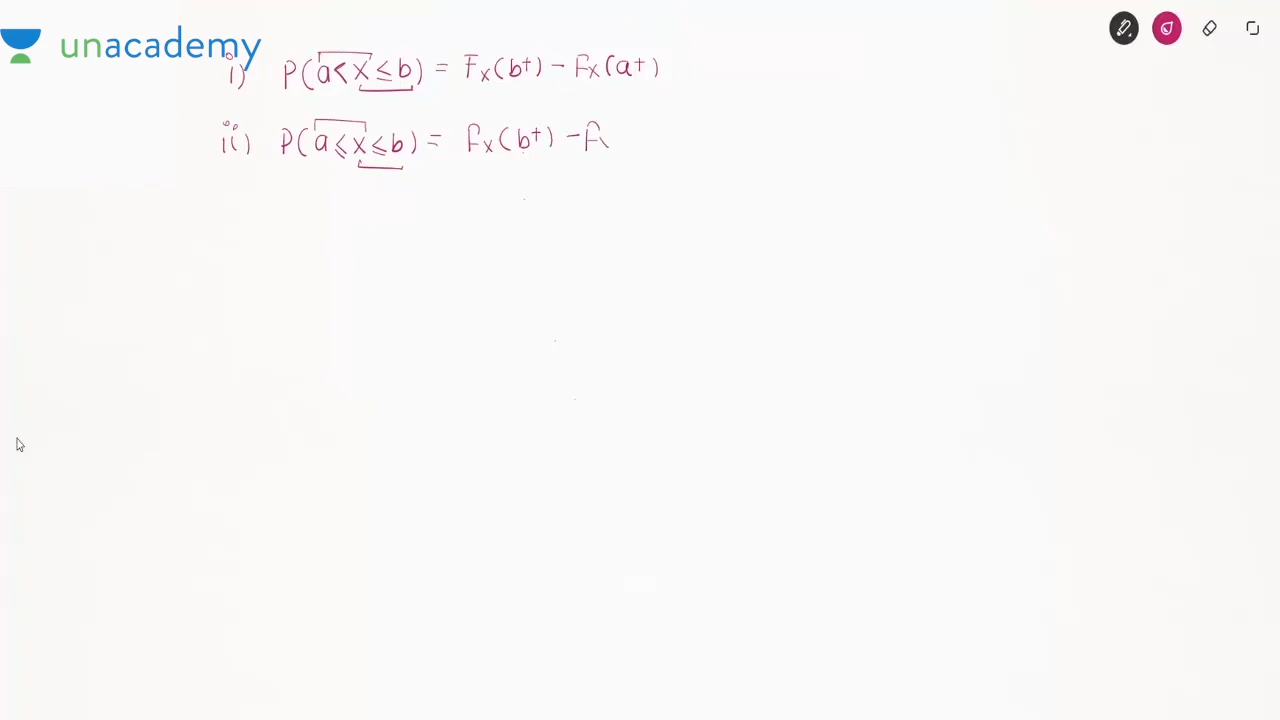 unacademy
i) P(a<x≤b) = Fx(b+) - Fx(a+)
ii) P(a≤x≤b) = Fx(b+) - F